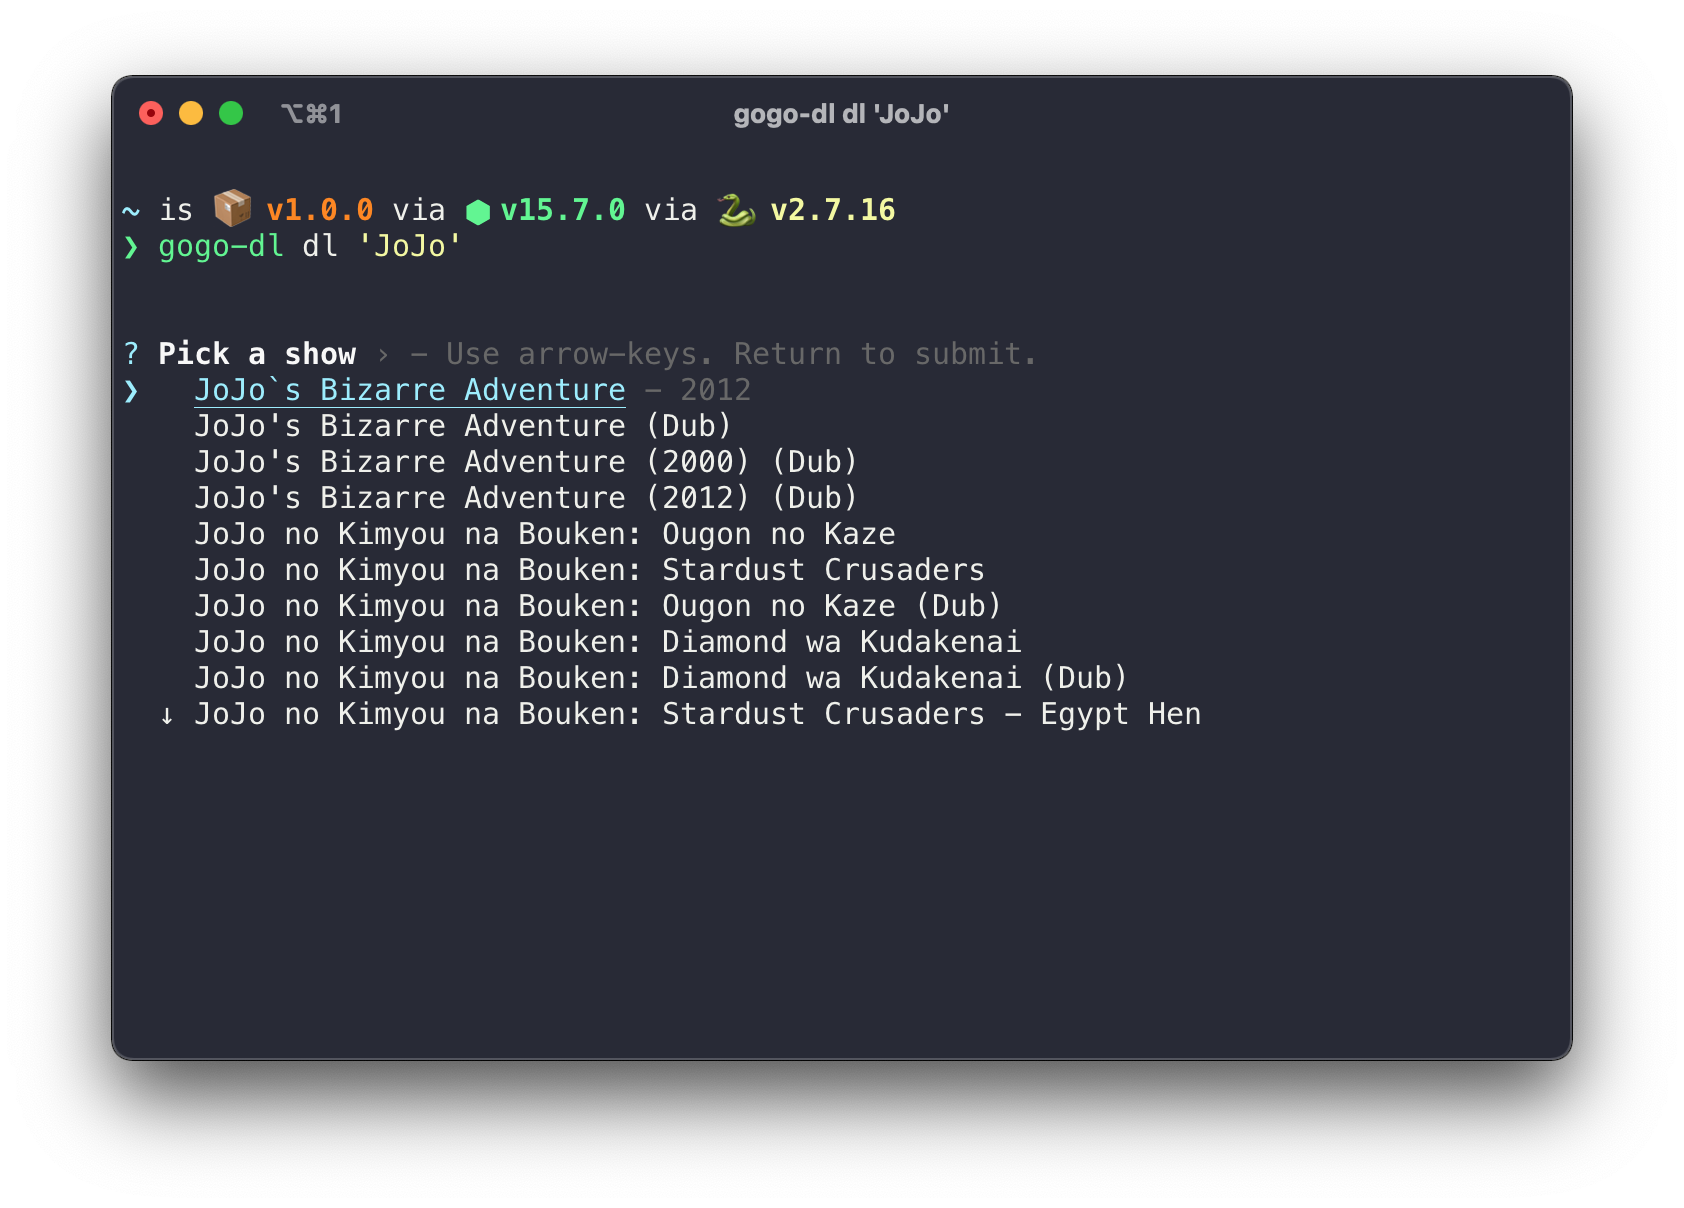 ⌥⌘1 gogo-dl dl 'JoJo'
~ is 📦 v1.0.0 via ⬢ v15.7.0 via 🐍 v2.7.16
❯ gogo-dl dl 'JoJo'
? Pick a show › - Use arrow-keys. Return to submit.
❯ JoJo`s Bizarre Adventure - 2012
JoJo's Bizarre Adventure (Dub)
JoJo's Bizarre Adventure (2000) (Dub)
JoJo's Bizarre Adventure (2012) (Dub)
JoJo no Kimyou na Bouken: Ougon no Kaze
JoJo no Kimyou na Bouken: Stardust Crusaders
JoJo no Kimyou na Bouken: Ougon no Kaze (Dub)
JoJo no Kimyou na Bouken: Diamond wa Kudakenai
JoJo no Kimyou na Bouken: Diamond wa Kudakenai (Dub)
↓ JoJo no Kimyou na Bouken: Stardust Crusaders - Egypt Hen